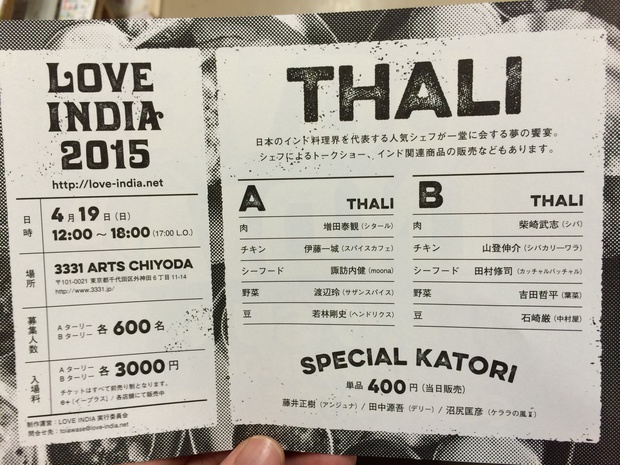 LOVE
INDIA
2015
http://love-india.net
日時
4月19日(日)
12:00～18:00(17:00 L.O.)
場所
3331 ARTS CHIYODA
〒101-0021 東京都千代田区外神田6丁目11-14
http://www.3331.jp/
募集人数
Aターリー
Bターリー
各600名
入場料
Aターリー
Bターリー
各3000円
チケットはすべて前売り制となります。
e+(イープラス)/各店舗にて販売中
制作運営：LOVE INDIA 実行委員会
問合せ先：toiawase@love-india.net
THALI
日本のインド料理界を代表する人気シェフが一堂に会する夢の饗宴。
シェフによるトークショー、インド関連商品の販売などもあります。
A THALI
肉 増田泰観(シタール)
チキン 伊藤一城(スパイスカフェ)
シーフード 諏訪内健(moona)
野菜 渡辺玲(サザンスパイス)
豆 若林剛史(ヘンドリクス)
B THALI
肉 柴崎武志(シバ)
チキン 山登伸介(シバカリーワラ)
シーフード 田村修司(カッチャルバッチャル)
野菜 吉田哲平(葉菜)
豆 石崎厳(中村屋)
SPECIAL KATORI
単品400円(当日販売)
藤井正樹(アンジュナ)/田中源吾(デリー)/沼尻匡彦(ケララの風Ⅱ)